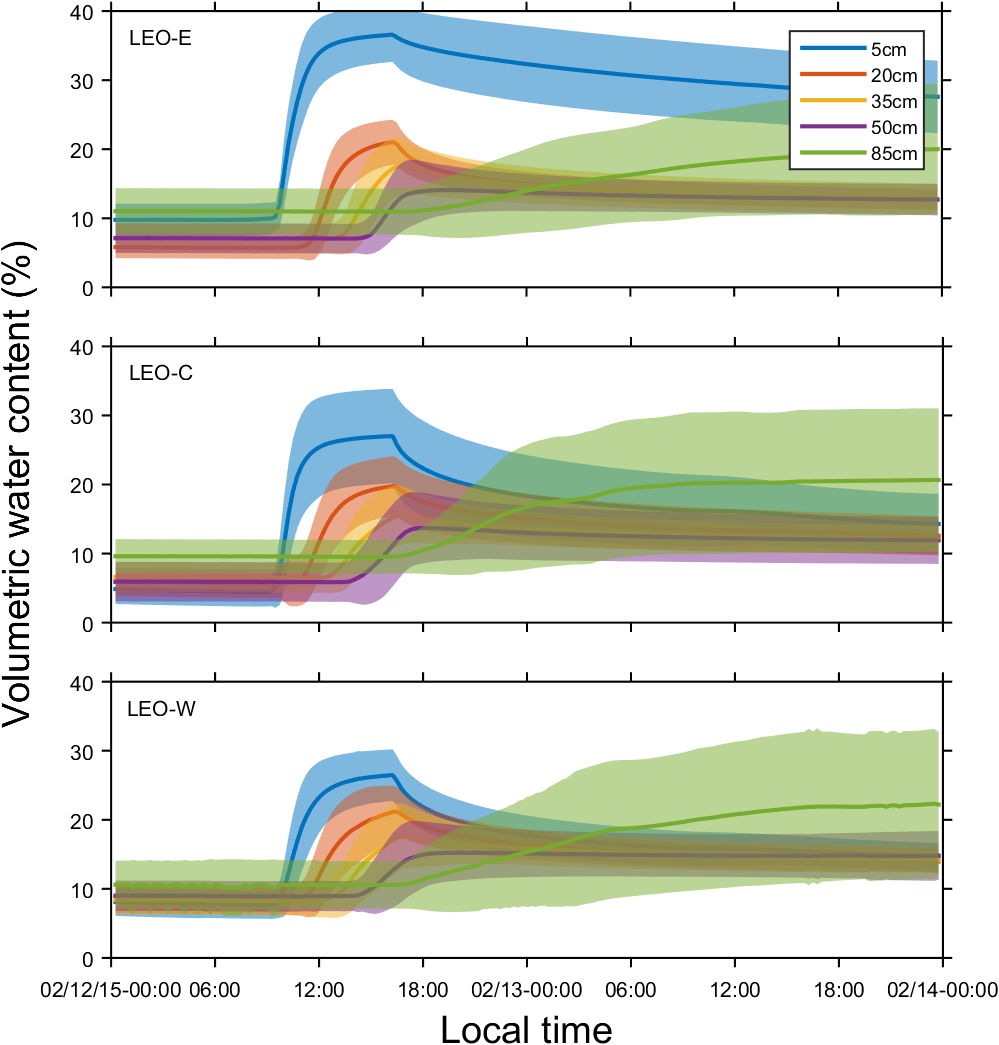 Volumetric water content (%)
40
30
20
10
0
LEO-E
5cm
20cm
35cm
50cm
85cm
40
30
20
10
0
LEO-C
40
30
20
10
0
LEO-W
02/12/15-00:00 06:00 12:00 18:00 02/13-00:00 06:00 12:00 18:00 02/14-00:00
Local time